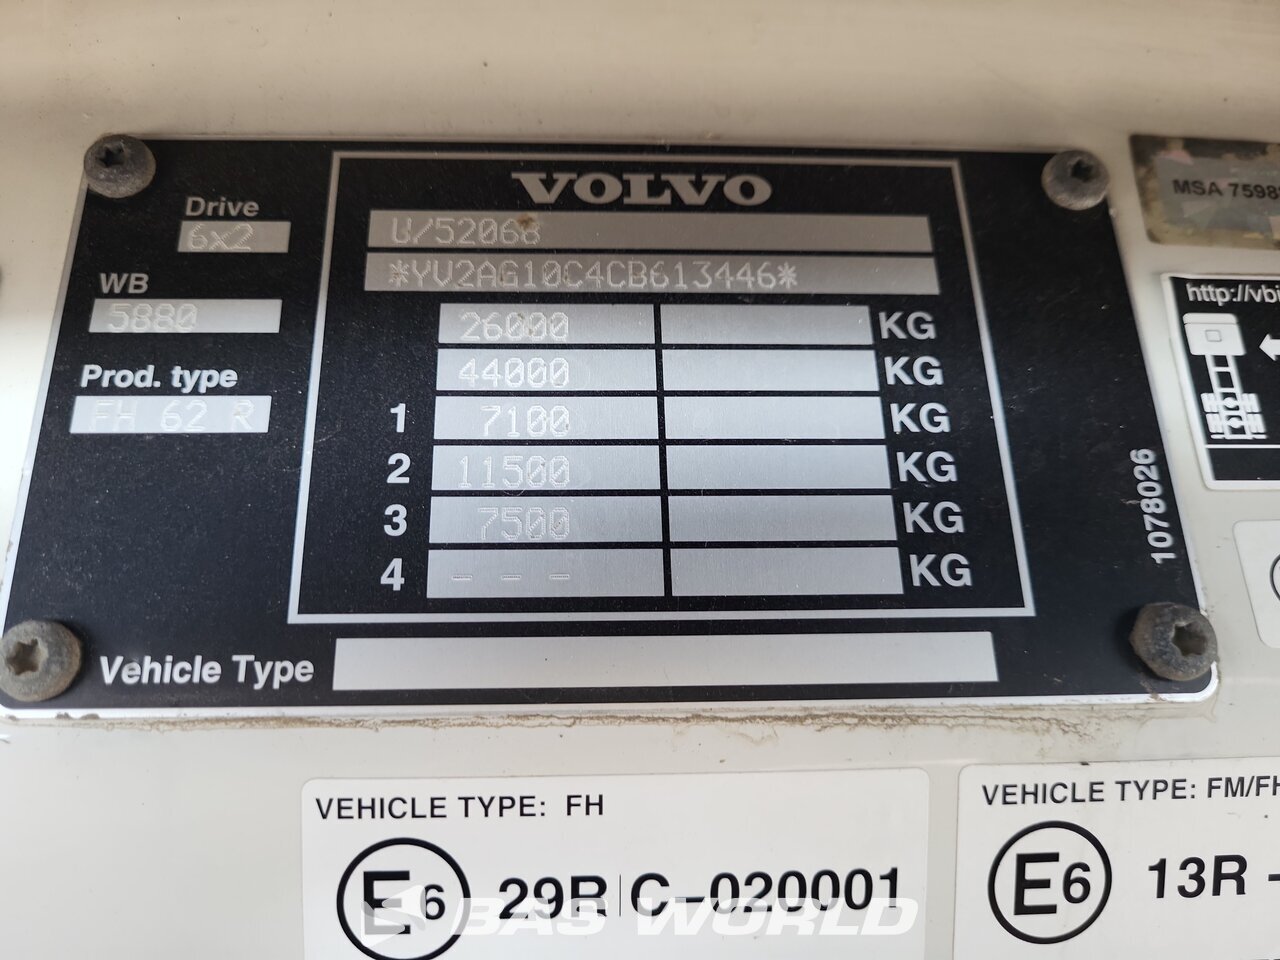 VOLVO
Drive
6x2
WB
5880
Prod. type
FH 62 R
U/52068
*YV2AG10C4CB613446*
26000 KG
44000 KG
1 7100 KG
2 11500 KG
3 7500 KG
4 - - - KG
Vehicle Type
1078026
MSA 7598
http://vbi
VEHICLE TYPE: FH
E6 29R C-020001
VEHICLE TYPE: FM/FH
E6 13R -
BAS WORLD